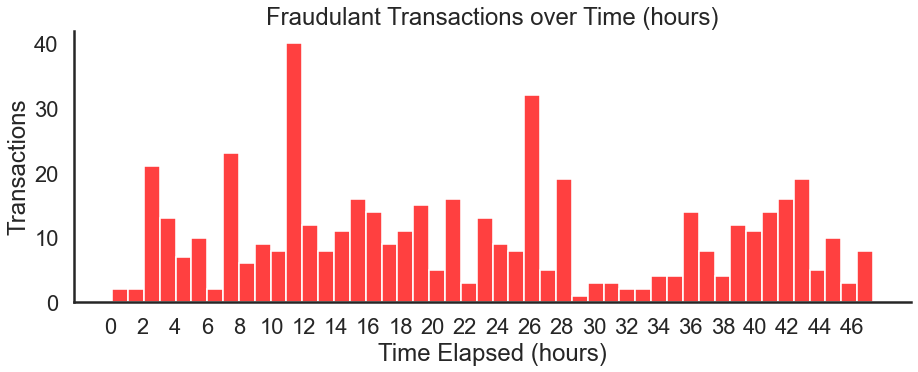 Fraudulant Transactions over Time (hours)
Transactions
40
30
20
10
0
0 2 4 6 8 10 12 14 16 18 20 22 24 26 28 30 32 34 36 38 40 42 44 46
Time Elapsed (hours)